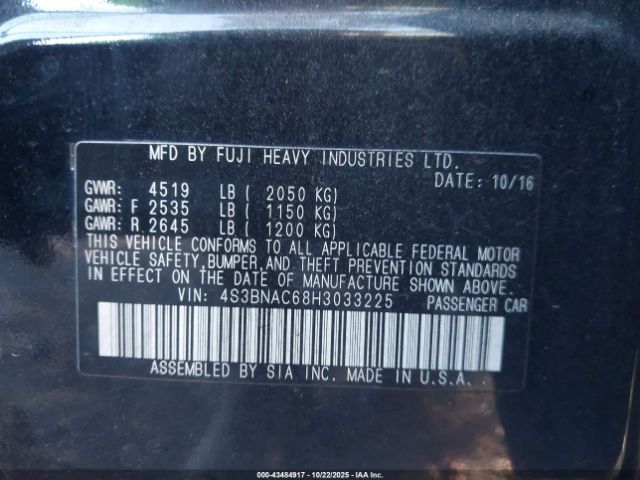 MFD BY FUJI HEAVY INDUSTRIES LTD.
DATE: 10/16
GVWR: 4519 LB ( 2050 KG)
GAWR: F 2535 LB ( 1150 KG)
GAWR: R 2645 LB ( 1200 KG)
THIS VEHICLE CONFORMS TO ALL APPLICABLE FEDERAL MOTOR
VEHICLE SAFETY, BUMPER, AND THEFT PREVENTION STANDARDS
IN EFFECT ON THE DATE OF MANUFACTURE SHOWN ABOVE.
VIN: 4S3BNAC68H3033225 PASSENGER CAR
ASSEMBLED BY SIA INC. MADE IN U.S.A.
000-43484917 - 10/22/2025 - IAA Inc.